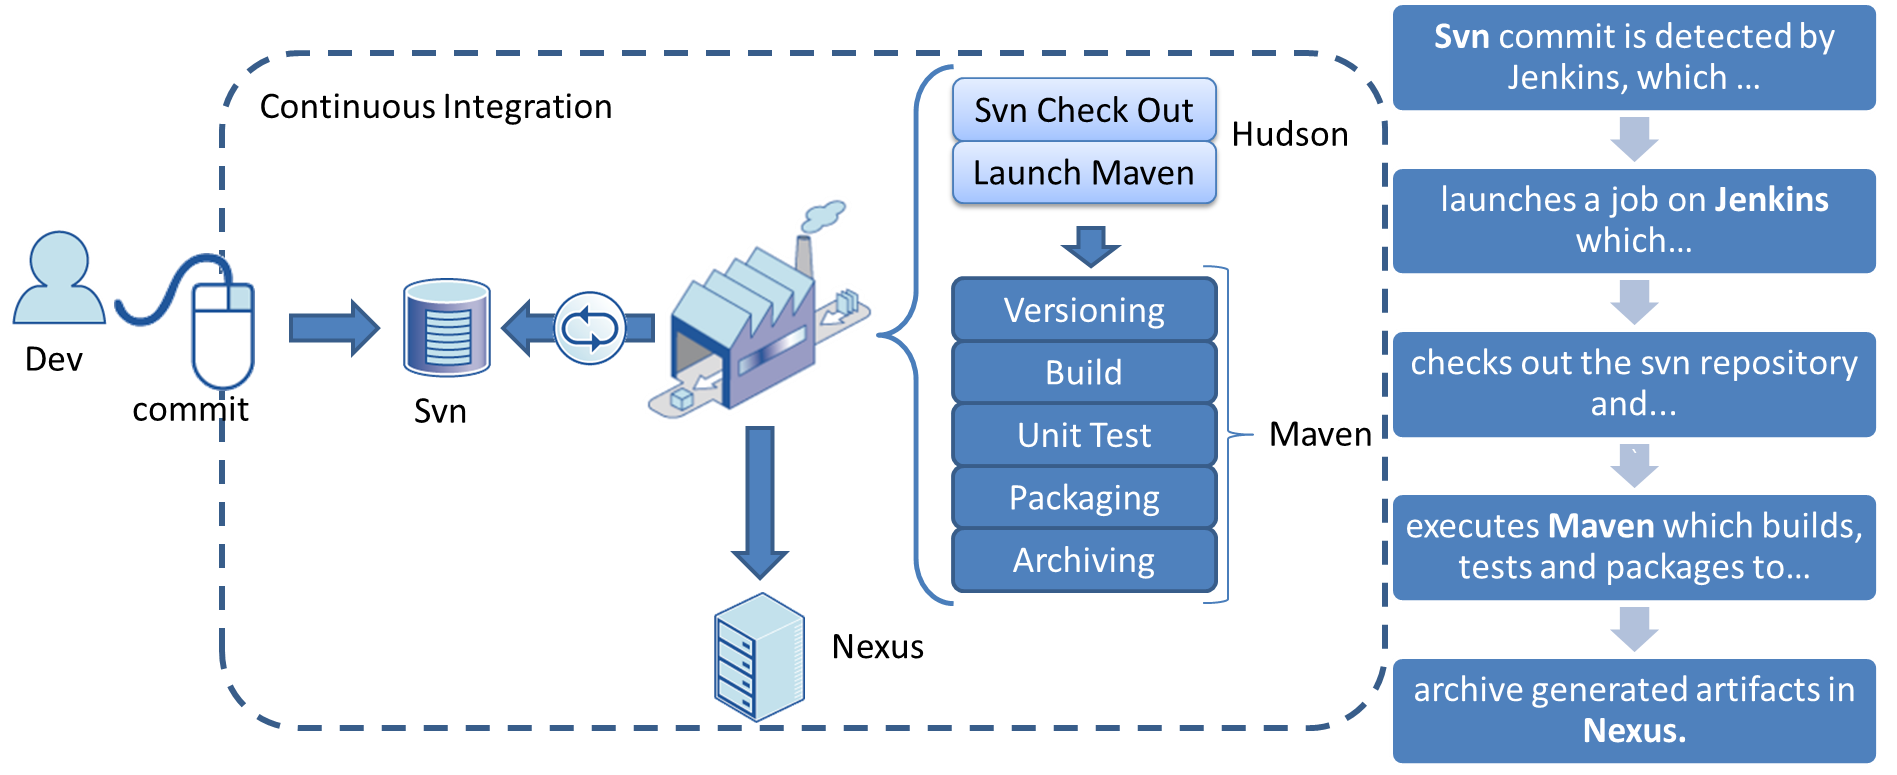 Continuous Integration
Dev
commit
Svn
Nexus
Svn Check Out
Launch Maven
Hudson
Versioning
Build
Unit Test
Packaging
Archiving
Maven
Svn commit is detected by
Jenkins, which ...
launches a job on Jenkins
which...
checks out the svn repository
and...
`
executes Maven which builds,
tests and packages to...
archive generated artifacts in
Nexus.